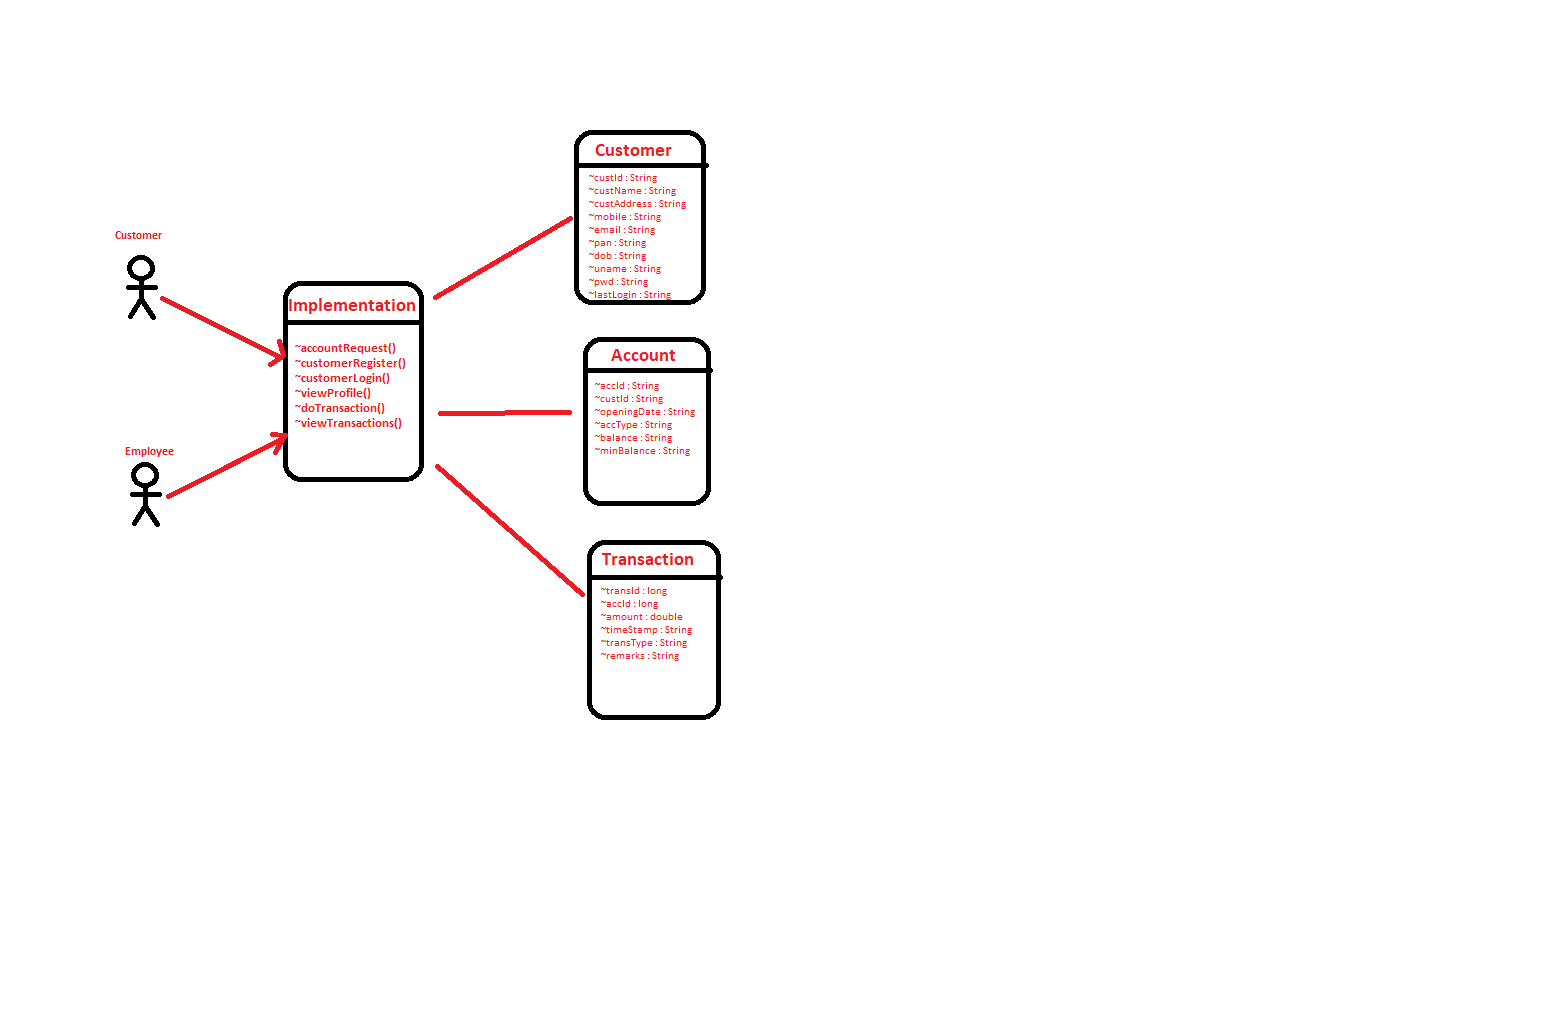 Customer
Employee
Implementation
~accountRequest()
~customerRegister()
~customerLogin()
~viewProfile()
~doTransaction()
~viewTransactions()
Customer
~custId : String
~custName : String
~custAddress : String
~mobile : String
~email : String
~pan : String
~dob : String
~uname : String
~pwd : String
~lastLogin : String
Account
~accId : String
~custId : String
~openingDate : String
~accType : String
~balance : String
~minBalance : String
Transaction
~transId : long
~accId : long
~amount : double
~timeStamp : String
~transType : String
~remarks : String